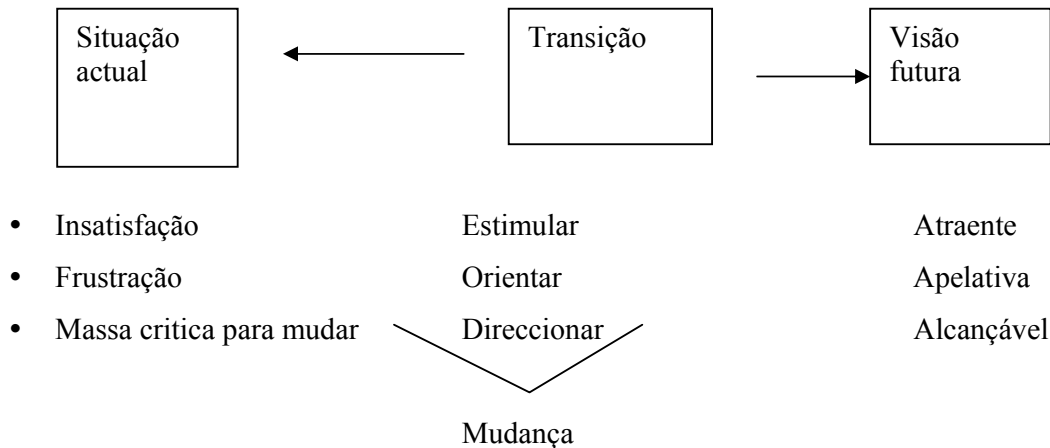 Situação
actual
Transição
Visão
futura
• Insatisfação Estimular Atraente
• Frustração Orientar Apelativa
• Massa critica para mudar Direccionar Alcançável
Mudança